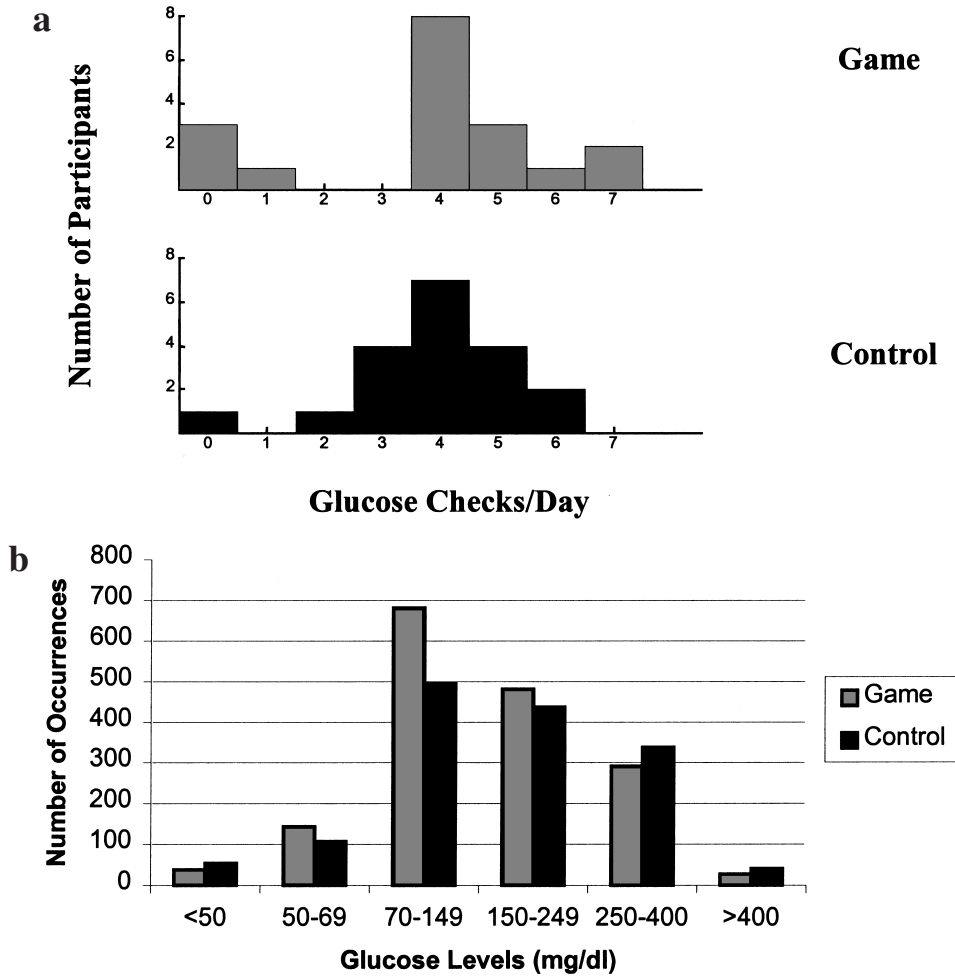 a
Game
Number of Participants
8
6
4
2
0 1 2 3 4 5 6 7
Control
8
6
4
2
0 1 2 3 4 5 6 7
Glucose Checks/Day
b
Number of Occurrences
800
700
600
500
400
300
200
100
0
<50 50-69 70-149 150-249 250-400 >400
Glucose Levels (mg/dl)
Game
Control